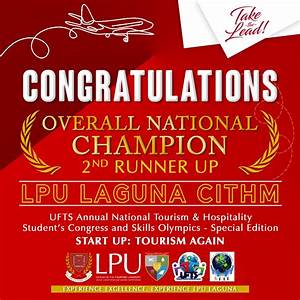 Take
the
Lead!
CONGRATULATIONS
OVERALL NATIONAL
CHAMPION
2ND RUNNER UP
LPU LAGUNA CITHM
UFTS Annual National Tourism & Hospitality
Student's Congress and Skills Olympics - Special Edition
START UP: TOURISM AGAIN
LPU
EXPERIENCE EXCELLENCE. EXPERIENCE LPU LAGUNA